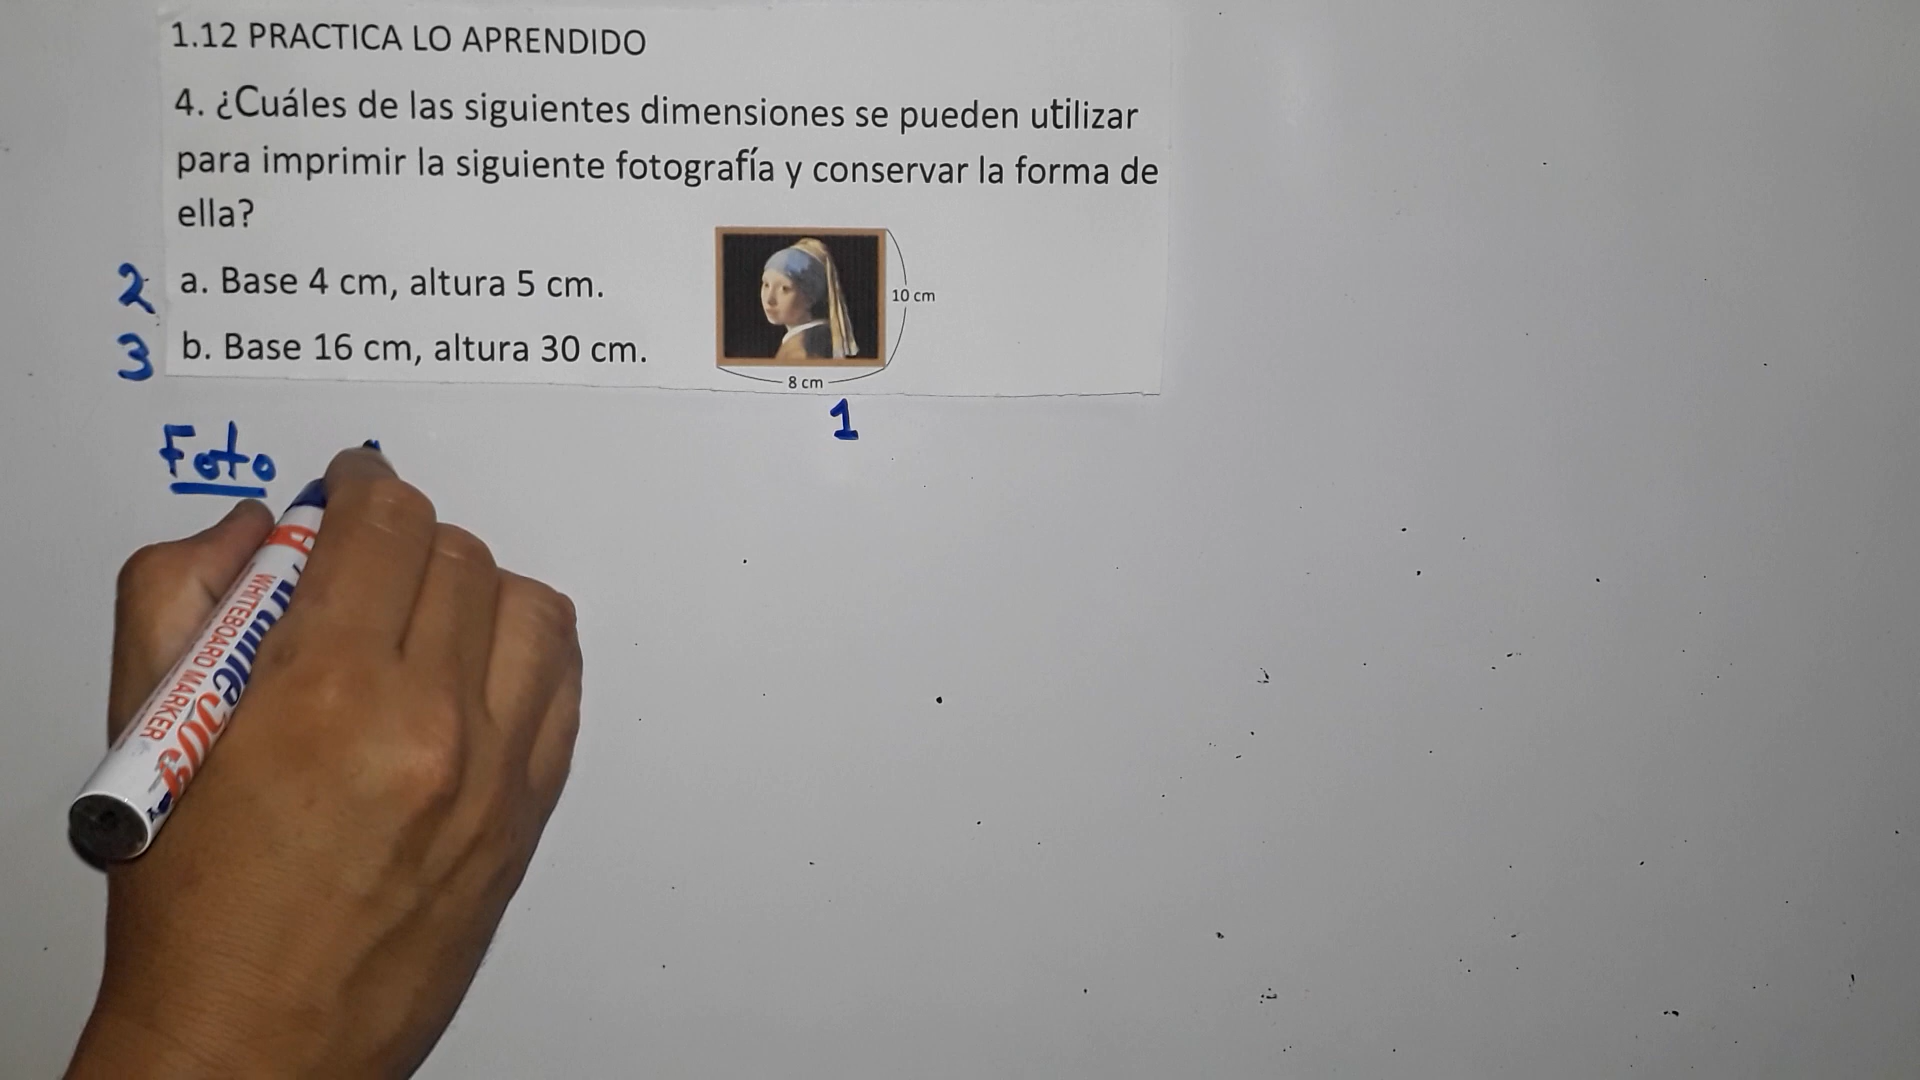 1.12 PRACTICA LO APRENDIDO
4. ¿Cuáles de las siguientes dimensiones se pueden utilizar
para imprimir la siguiente fotografía y conservar la forma de
ella?
2 a. Base 4 cm, altura 5 cm.
10 cm
3 b. Base 16 cm, altura 30 cm.
8 cm
1
Foto
WHITEBOARD MARKER